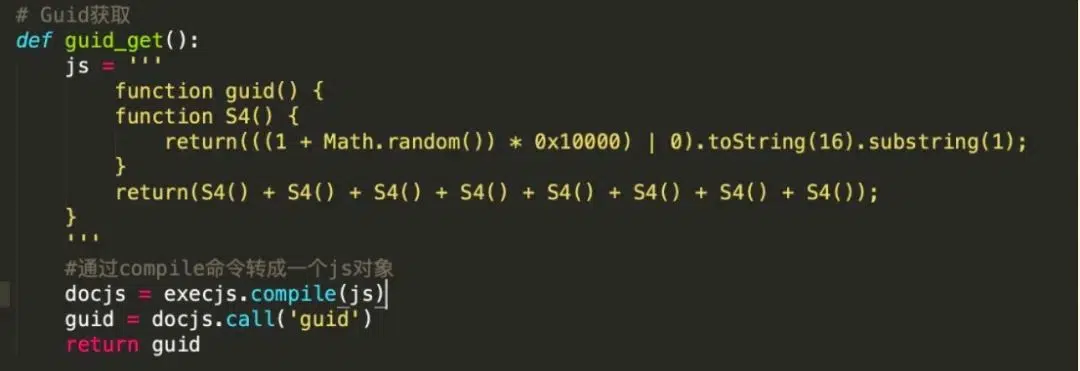 # Guid获取
def guid_get():
    js = '''
        function guid() {
        function S4() {
            return(((1 + Math.random()) * 0x10000) | 0).toString(16).substring(1);
        }
        return(S4() + S4() + S4() + S4() + S4() + S4() + S4() + S4());
    }
    '''
    #通过compile命令转成一个js对象
    docjs = execjs.compile(js)
    guid = docjs.call('guid')
    return guid